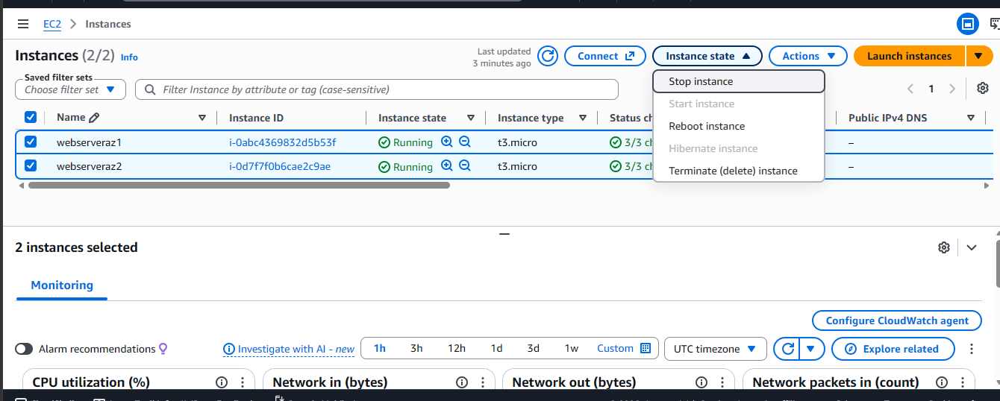 EC2 > Instances
Instances (2/2) Info
Last updated
3 minutes ago
Connect
Instance state
Actions
Launch instances
Saved filter sets
Choose filter set
Filter Instance by attribute or tag (case-sensitive)
Stop instance
Start instance
Reboot instance
Hibernate instance
Terminate (delete) instance
1
Name
Instance ID
Instance state
Instance type
Status ch
Public IPv4 DNS
webserveraz1 i-0abc4369832d5b53f Running t3.micro 3/3 ch –
webserveraz2 i-0d7f7f0b6cae2c9ae Running t3.micro 3/3 ch –
2 instances selected
Monitoring
Configure CloudWatch agent
Alarm recommendations
Investigate with AI - new
1h 3h 12h 1d 3d 1w Custom
UTC timezone
Explore related
CPU utilization (%)
Network in (bytes)
Network out (bytes)
Network packets in (count)